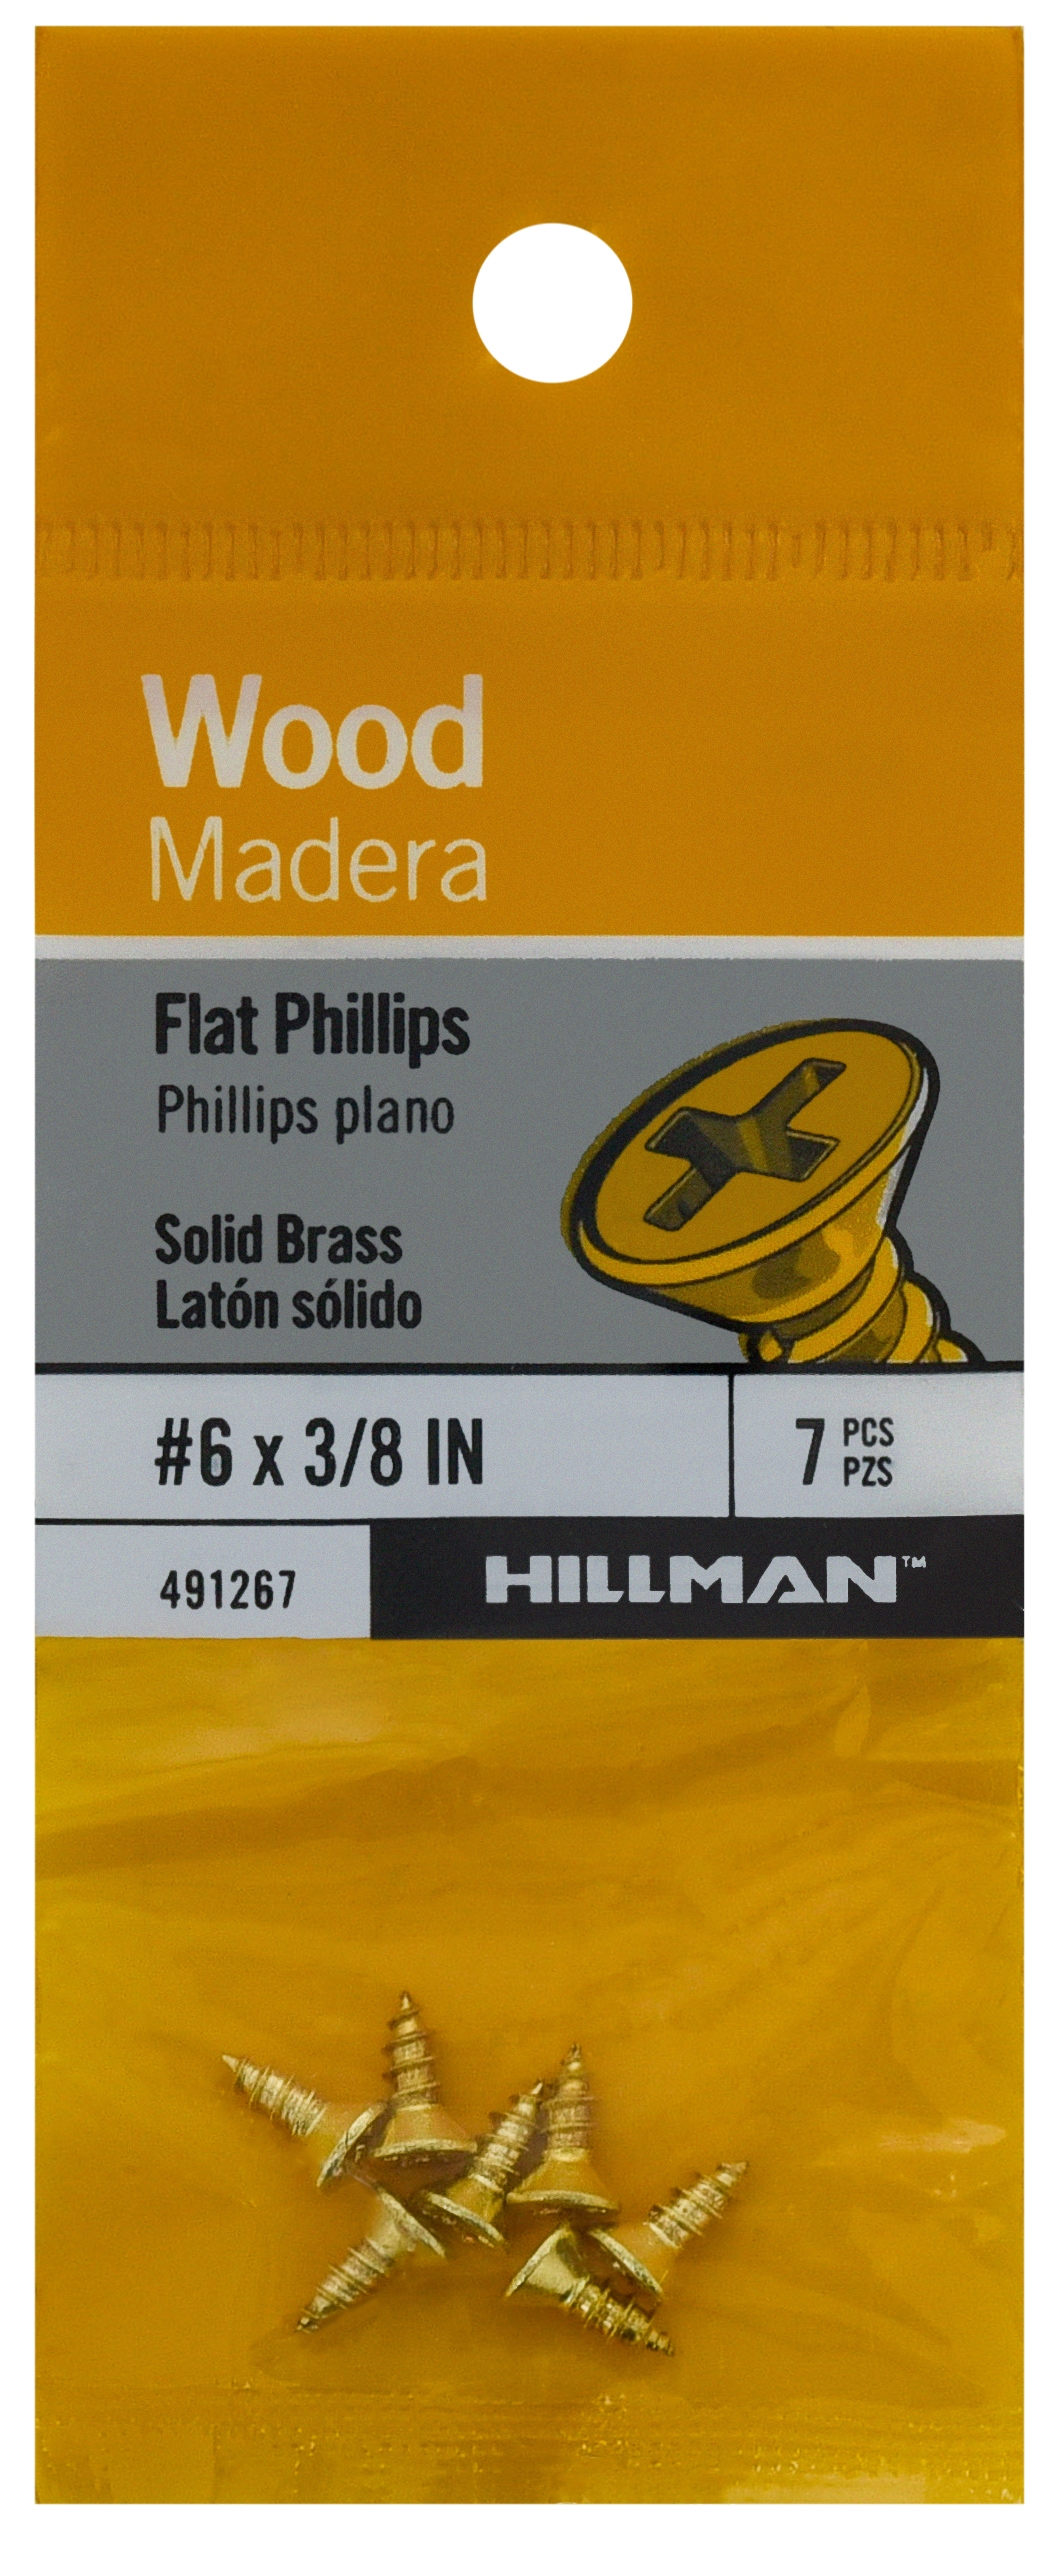 Wood
Madera
Flat Phillips
Phillips plano
Solid Brass
Latón sólido
#6 x 3/8 IN
7 PCS
PZS
491267
HILLMAN™